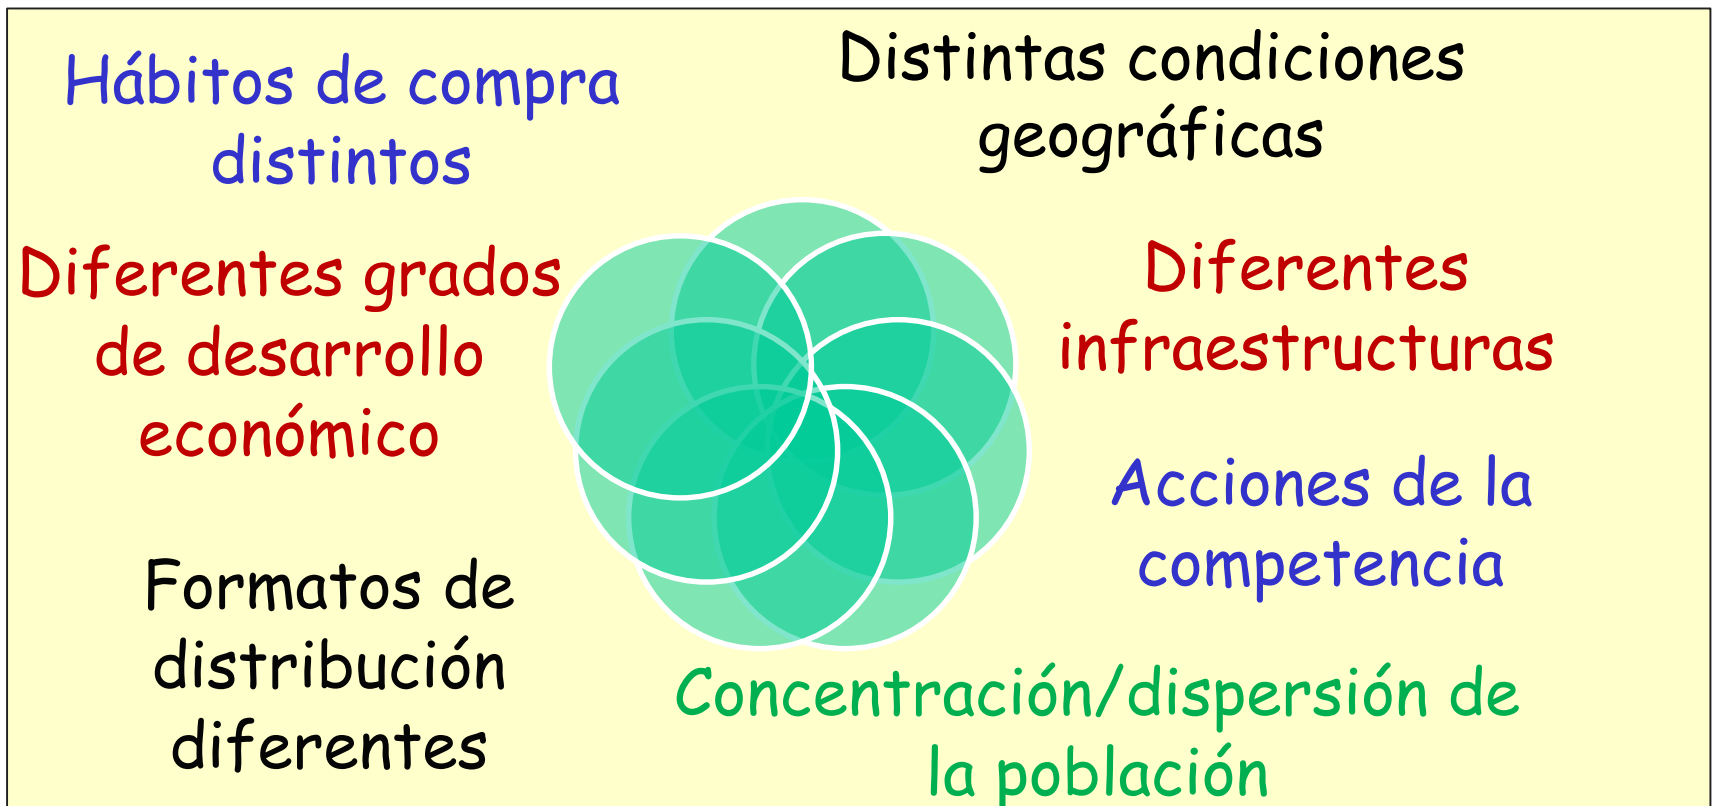 Hábitos de compra
distintos
Distintas condiciones
geográficas
Diferentes grados
de desarrollo
económico
Diferentes
infraestructuras
Acciones de la
competencia
Formatos de
distribución
diferentes
Concentración/dispersión de
la población